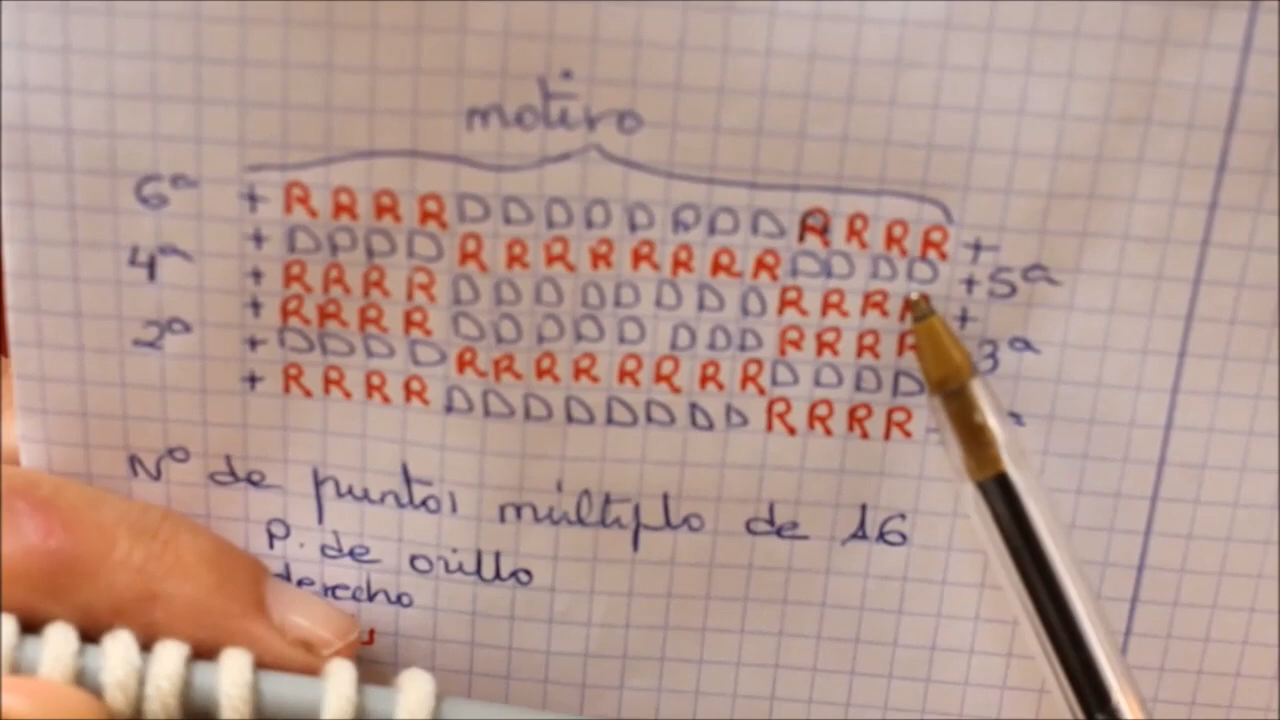 motivo
6ª + R R R R D D D D D D D D R R R R +
+ D D D D R R R R R R R R D D D D + 5ª
4ª + R R R R D D D D D D D D R R R R +
+ R R R R D D D D D D D D R R R R 3ª
2ª + D D D D R R R R R R R R D D D D
+ R R R R D D D D D D D D R R R R
Nº de puntos múltiplo de 16
P. de orillo
derecho